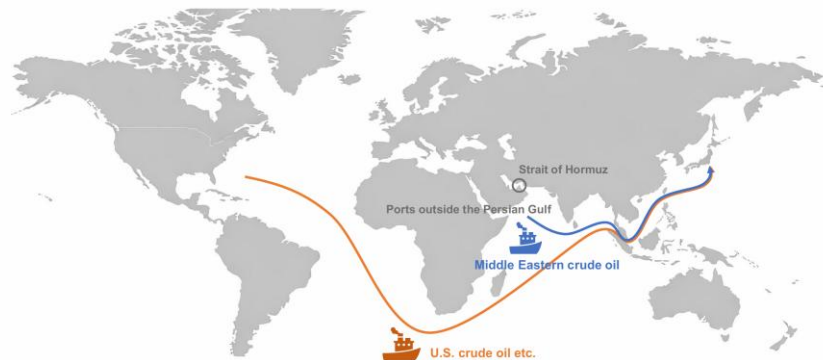 Strait of Hormuz
Ports outside the Persian Gulf
Middle Eastern crude oil
U.S. crude oil etc.